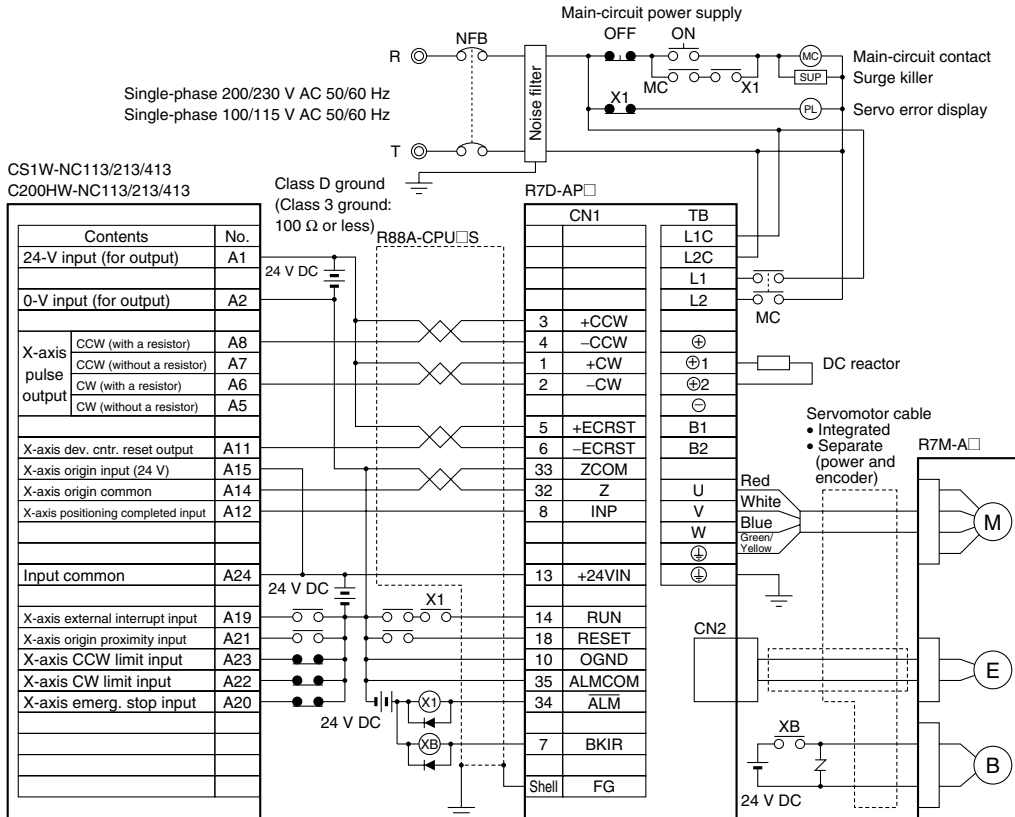 Main-circuit power supply
OFF ON
R NFB
MC Main-circuit contact
MC X1 SUP Surge killer
X1 PL Servo error display
Single-phase 200/230 V AC 50/60 Hz
Single-phase 100/115 V AC 50/60 Hz
Noise filter
T
CS1W-NC113/213/413
C200HW-NC113/213/413
Class D ground
(Class 3 ground:
100 Ω or less)
R88A-CPU□S
R7D-AP□
Contents No.
24-V input (for output) A1
0-V input (for output) A2
X-axis pulse output
CCW (with a resistor) A8
CCW (without a resistor) A7
CW (with a resistor) A6
CW (without a resistor) A5
X-axis dev. cntr. reset output A11
X-axis origin input (24 V) A15
X-axis origin common A14
X-axis positioning completed input A12
Input common A24
X-axis external interrupt input A19
X-axis origin proximity input A21
X-axis CCW limit input A23
X-axis CW limit input A22
X-axis emerg. stop input A20
24 V DC
24 V DC
X1
24 V DC
X1
XB
CN1
3 +CCW
4 −CCW
1 +CW
2 −CW
5 +ECRST
6 −ECRST
33 ZCOM
32 Z
8 INP
13 +24VIN
14 RUN
18 RESET
10 OGND
35 ALMCOM
34 ALM
7 BKIR
Shell FG
TB
L1C
L2C
L1
L2
MC
⊕
⊕1
⊕2
⊖
B1
B2
U
V
W
DC reactor
Servomotor cable
• Integrated
• Separate
(power and
encoder)
R7M-A□
Red
White
Blue
Green/
Yellow
M
CN2
E
XB
B
24 V DC